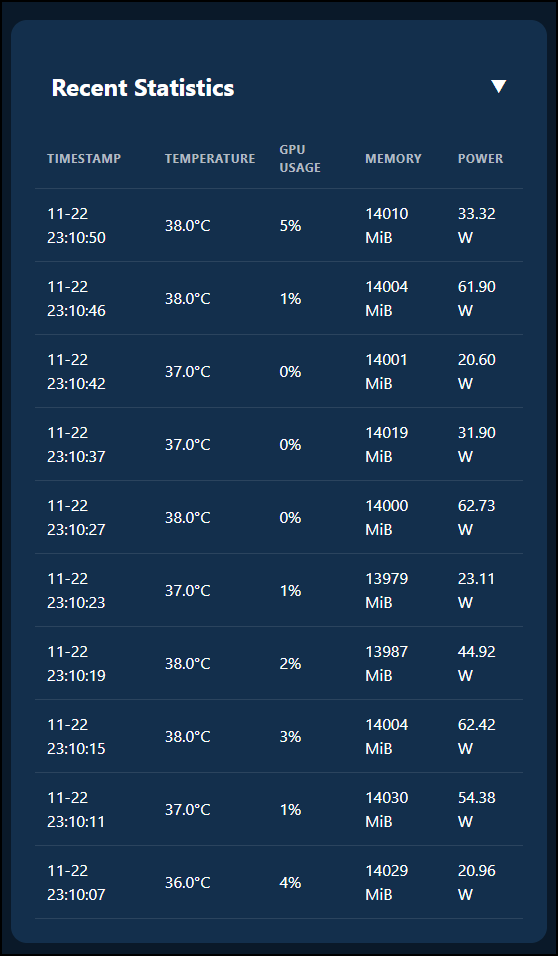 Recent Statistics ▼
TIMESTAMP TEMPERATURE GPU USAGE MEMORY POWER
11-22 23:10:50 38.0°C 5% 14010 MiB 33.32 W
11-22 23:10:46 38.0°C 1% 14004 MiB 61.90 W
11-22 23:10:42 37.0°C 0% 14001 MiB 20.60 W
11-22 23:10:37 37.0°C 0% 14019 MiB 31.90 W
11-22 23:10:27 38.0°C 0% 14000 MiB 62.73 W
11-22 23:10:23 37.0°C 1% 13979 MiB 23.11 W
11-22 23:10:19 38.0°C 2% 13987 MiB 44.92 W
11-22 23:10:15 38.0°C 3% 14004 MiB 62.42 W
11-22 23:10:11 37.0°C 1% 14030 MiB 54.38 W
11-22 23:10:07 36.0°C 4% 14029 MiB 20.96 W